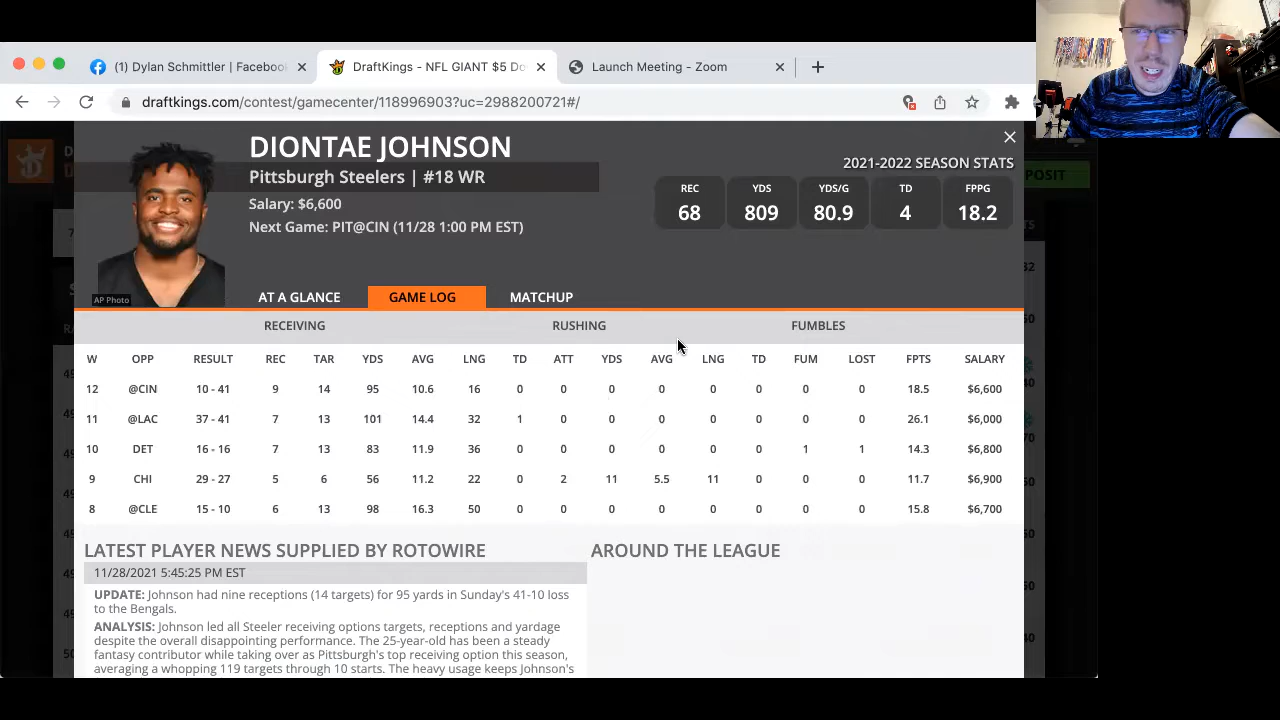 (1) Dylan Schmittler | Faceboo
DraftKings - NFL GIANT $5 Do
Launch Meeting - Zoom
draftkings.com/contest/gamecenter/118996903?uc=2988200721#/
DIONTAE JOHNSON
Pittsburgh Steelers | #18 WR
Salary: $6,600
Next Game: PIT@CIN (11/28 1:00 PM EST)
AP Photo
2021-2022 SEASON STATS
REC YDS YDS/G TD FPPG
68 809 80.9 4 18.2
AT A GLANCE GAME LOG MATCHUP
RECEIVING RUSHING FUMBLES
W OPP RESULT REC TAR YDS AVG LNG TD ATT YDS AVG LNG TD FUM LOST FPTS SALARY
12 @CIN 10 - 41 9 14 95 10.6 16 0 0 0 0 0 0 0 0 18.5 $6,600
11 @LAC 37 - 41 7 13 101 14.4 32 1 0 0 0 0 0 0 0 26.1 $6,000
10 DET 16 - 16 7 13 83 11.9 36 0 0 0 0 0 0 1 1 14.3 $6,800
9 CHI 29 - 27 5 6 56 11.2 22 0 2 11 5.5 11 0 0 0 11.7 $6,900
8 @CLE 15 - 10 6 13 98 16.3 50 0 0 0 0 0 0 0 0 15.8 $6,700
LATEST PLAYER NEWS SUPPLIED BY ROTOWIRE
11/28/2021 5:45:25 PM EST
UPDATE: Johnson had nine receptions (14 targets) for 95 yards in Sunday's 41-10 loss
to the Bengals.
ANALYSIS: Johnson led all Steeler receiving options targets, receptions and yardage
despite the overall disappointing performance. The 25-year-old has been a steady
fantasy contributor while taking over as Pittsburgh's top receiving option this season,
averaging a whopping 119 targets through 10 starts. The heavy usage keeps Johnson's
AROUND THE LEAGUE